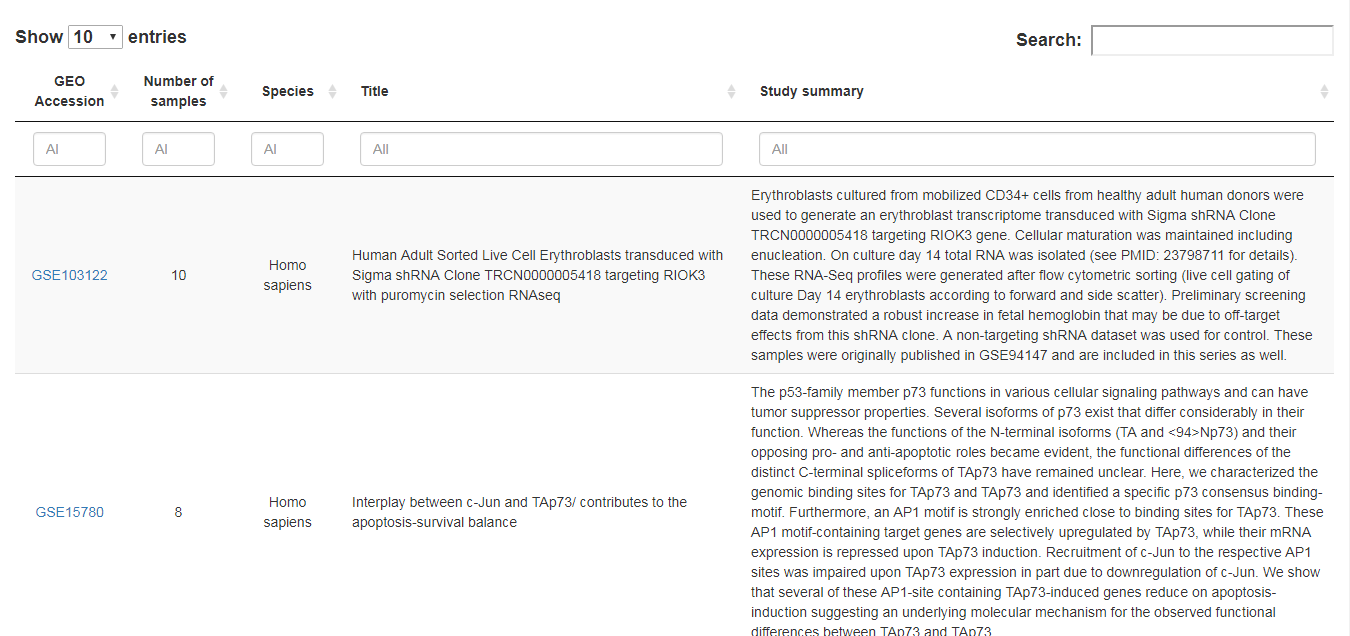 Show 10 entries
Search:
GEO Accession
Number of samples
Species
Title
Study summary
Al
Al
Al
All
All
GSE103122
10
Homo sapiens
Human Adult Sorted Live Cell Erythroblasts transduced with
Sigma shRNA Clone TRCN0000005418 targeting RIOK3
with puromycin selection RNAseq
Erythroblasts cultured from mobilized CD34+ cells from healthy adult human donors were
used to generate an erythroblast transcriptome transduced with Sigma shRNA Clone
TRCN0000005418 targeting RIOK3 gene. Cellular maturation was maintained including
enucleation. On culture day 14 total RNA was isolated (see PMID: 23798711 for details).
These RNA-Seq profiles were generated after flow cytometric sorting (live cell gating of
culture Day 14 erythroblasts according to forward and side scatter). Preliminary screening
data demonstrated a robust increase in fetal hemoglobin that may be due to off-target
effects from this shRNA clone. A non-targeting shRNA dataset was used for control. These
samples were originally published in GSE94147 and are included in this series as well.
GSE15780
8
Homo sapiens
Interplay between c-Jun and TAp73/ contributes to the
apoptosis-survival balance
The p53-family member p73 functions in various cellular signaling pathways and can have
tumor suppressor properties. Several isoforms of p73 exist that differ considerably in their
function. Whereas the functions of the N-terminal isoforms (TA and <94>Np73) and their
opposing pro- and anti-apoptotic roles became evident, the functional differences of the
distinct C-terminal spliceforms of TAp73 have remained unclear. Here, we characterized the
genomic binding sites for TAp73 and TAp73 and identified a specific p73 consensus binding-
motif. Furthermore, an AP1 motif is strongly enriched close to binding sites for TAp73. These
AP1 motif-containing target genes are selectively upregulated by TAp73, while their mRNA
expression is repressed upon TAp73 induction. Recruitment of c-Jun to the respective AP1
sites was impaired upon TAp73 expression in part due to downregulation of c-Jun. We show
that several of these AP1-site containing TAp73-induced genes reduce on apoptosis-
induction suggesting an underlying molecular mechanism for the observed functional
differences between TAp73 and TAp73